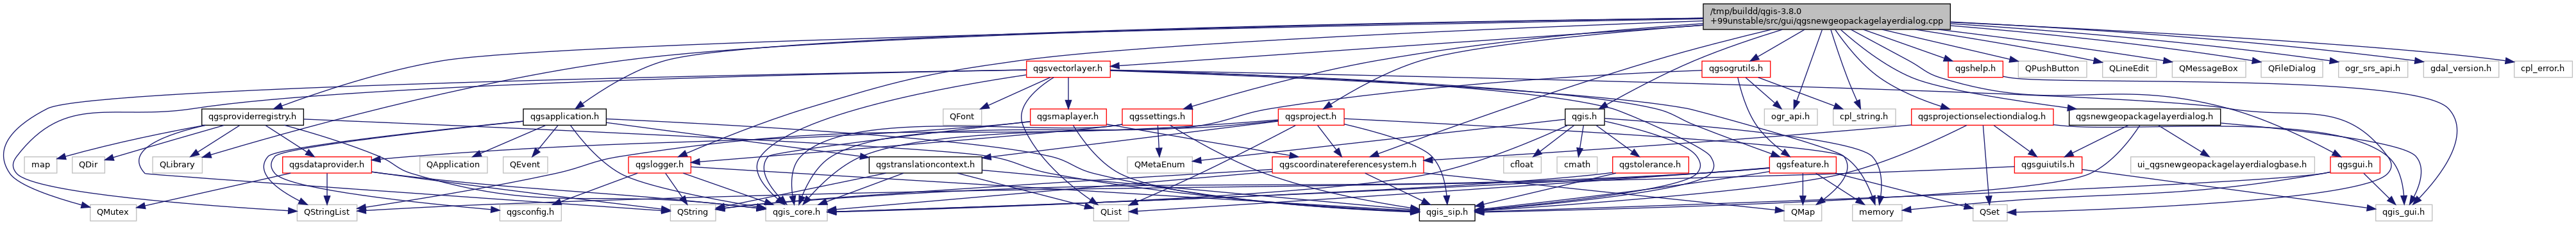 /tmp/buildd/qgis-3.8.0
+99unstable/src/gui/qgsnewgeopackagelayerdialog.cpp
qgsvectorlayer.h
qgsogrutils.h
qgshelp.h
QPushButton
QLineEdit
QMessageBox
QFileDialog
ogr_srs_api.h
gdal_version.h
cpl_error.h
qgsproviderregistry.h
qgsapplication.h
QFont
qgsmaplayer.h
qgssettings.h
qgsproject.h
qgis.h
ogr_api.h
cpl_string.h
qgsprojectionselectiondialog.h
qgsnewgeopackagelayerdialog.h
map
QDir
QLibrary
qgsdataprovider.h
QApplication
QEvent
qgslogger.h
qgstranslationcontext.h
QMetaEnum
qgscoordinatereferencesystem.h
cfloat
cmath
qgstolerance.h
qgsfeature.h
qgsguiutils.h
ui_qgsnewgeopackagelayerdialogbase.h
qgsgui.h
QMutex
QStringList
qgsconfig.h
QString
qgis_core.h
QList
qgis_sip.h
QMap
memory
QSet
qgis_gui.h